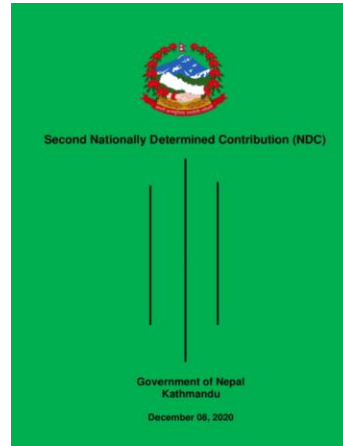 Second Nationally Determined Contribution (NDC)
Government of Nepal
Kathmandu
December 08, 2020